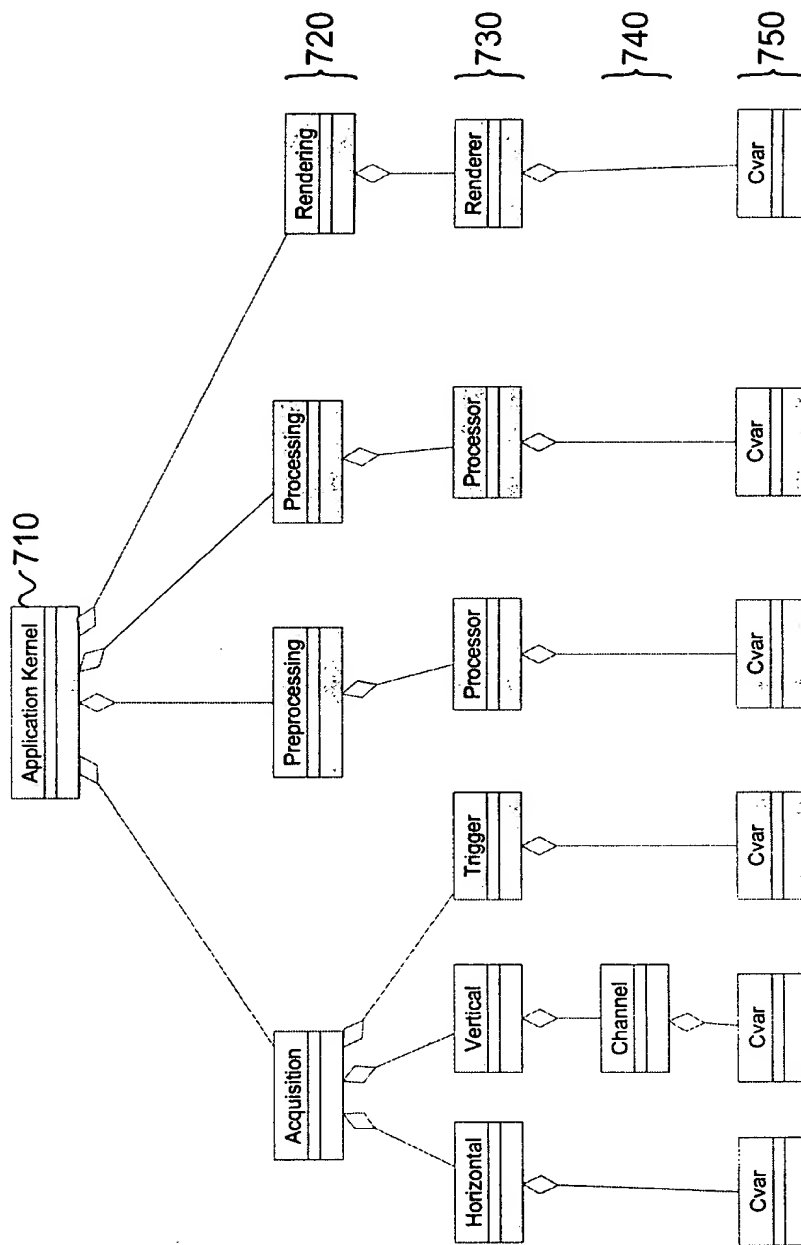 Application Kernel
710
Acquisition
Preprocessing
Processing
Rendering
720
Horizontal
Vertical
Trigger
Processor
Processor
Renderer
730
Channel
740
Cvar
Cvar
Cvar
Cvar
Cvar
Cvar
750